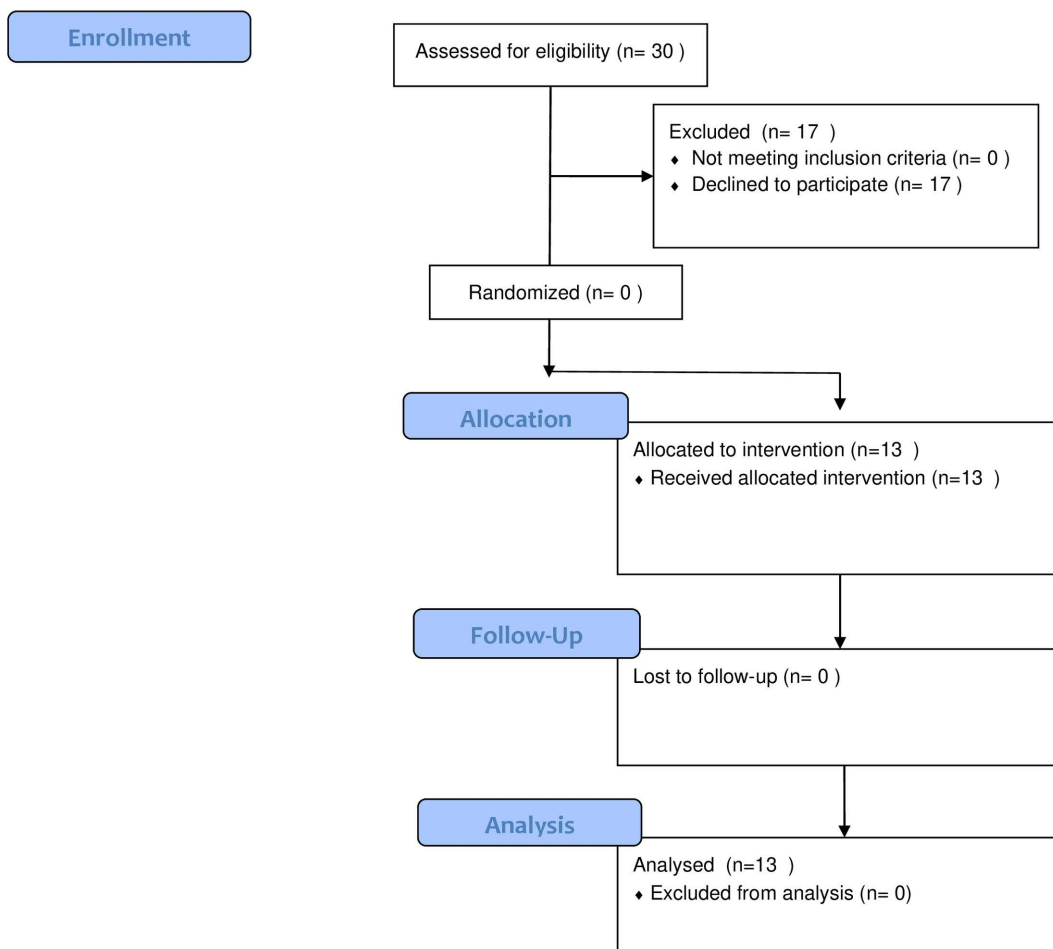 Enrollment
Assessed for eligibility (n= 30 )
Excluded (n= 17 )
♦ Not meeting inclusion criteria (n= 0 )
♦ Declined to participate (n= 17 )
Randomized (n= 0 )
Allocation
Allocated to intervention (n=13 )
♦ Received allocated intervention (n=13 )
Follow-Up
Lost to follow-up (n= 0 )
Analysis
Analysed (n=13 )
♦ Excluded from analysis (n= 0)